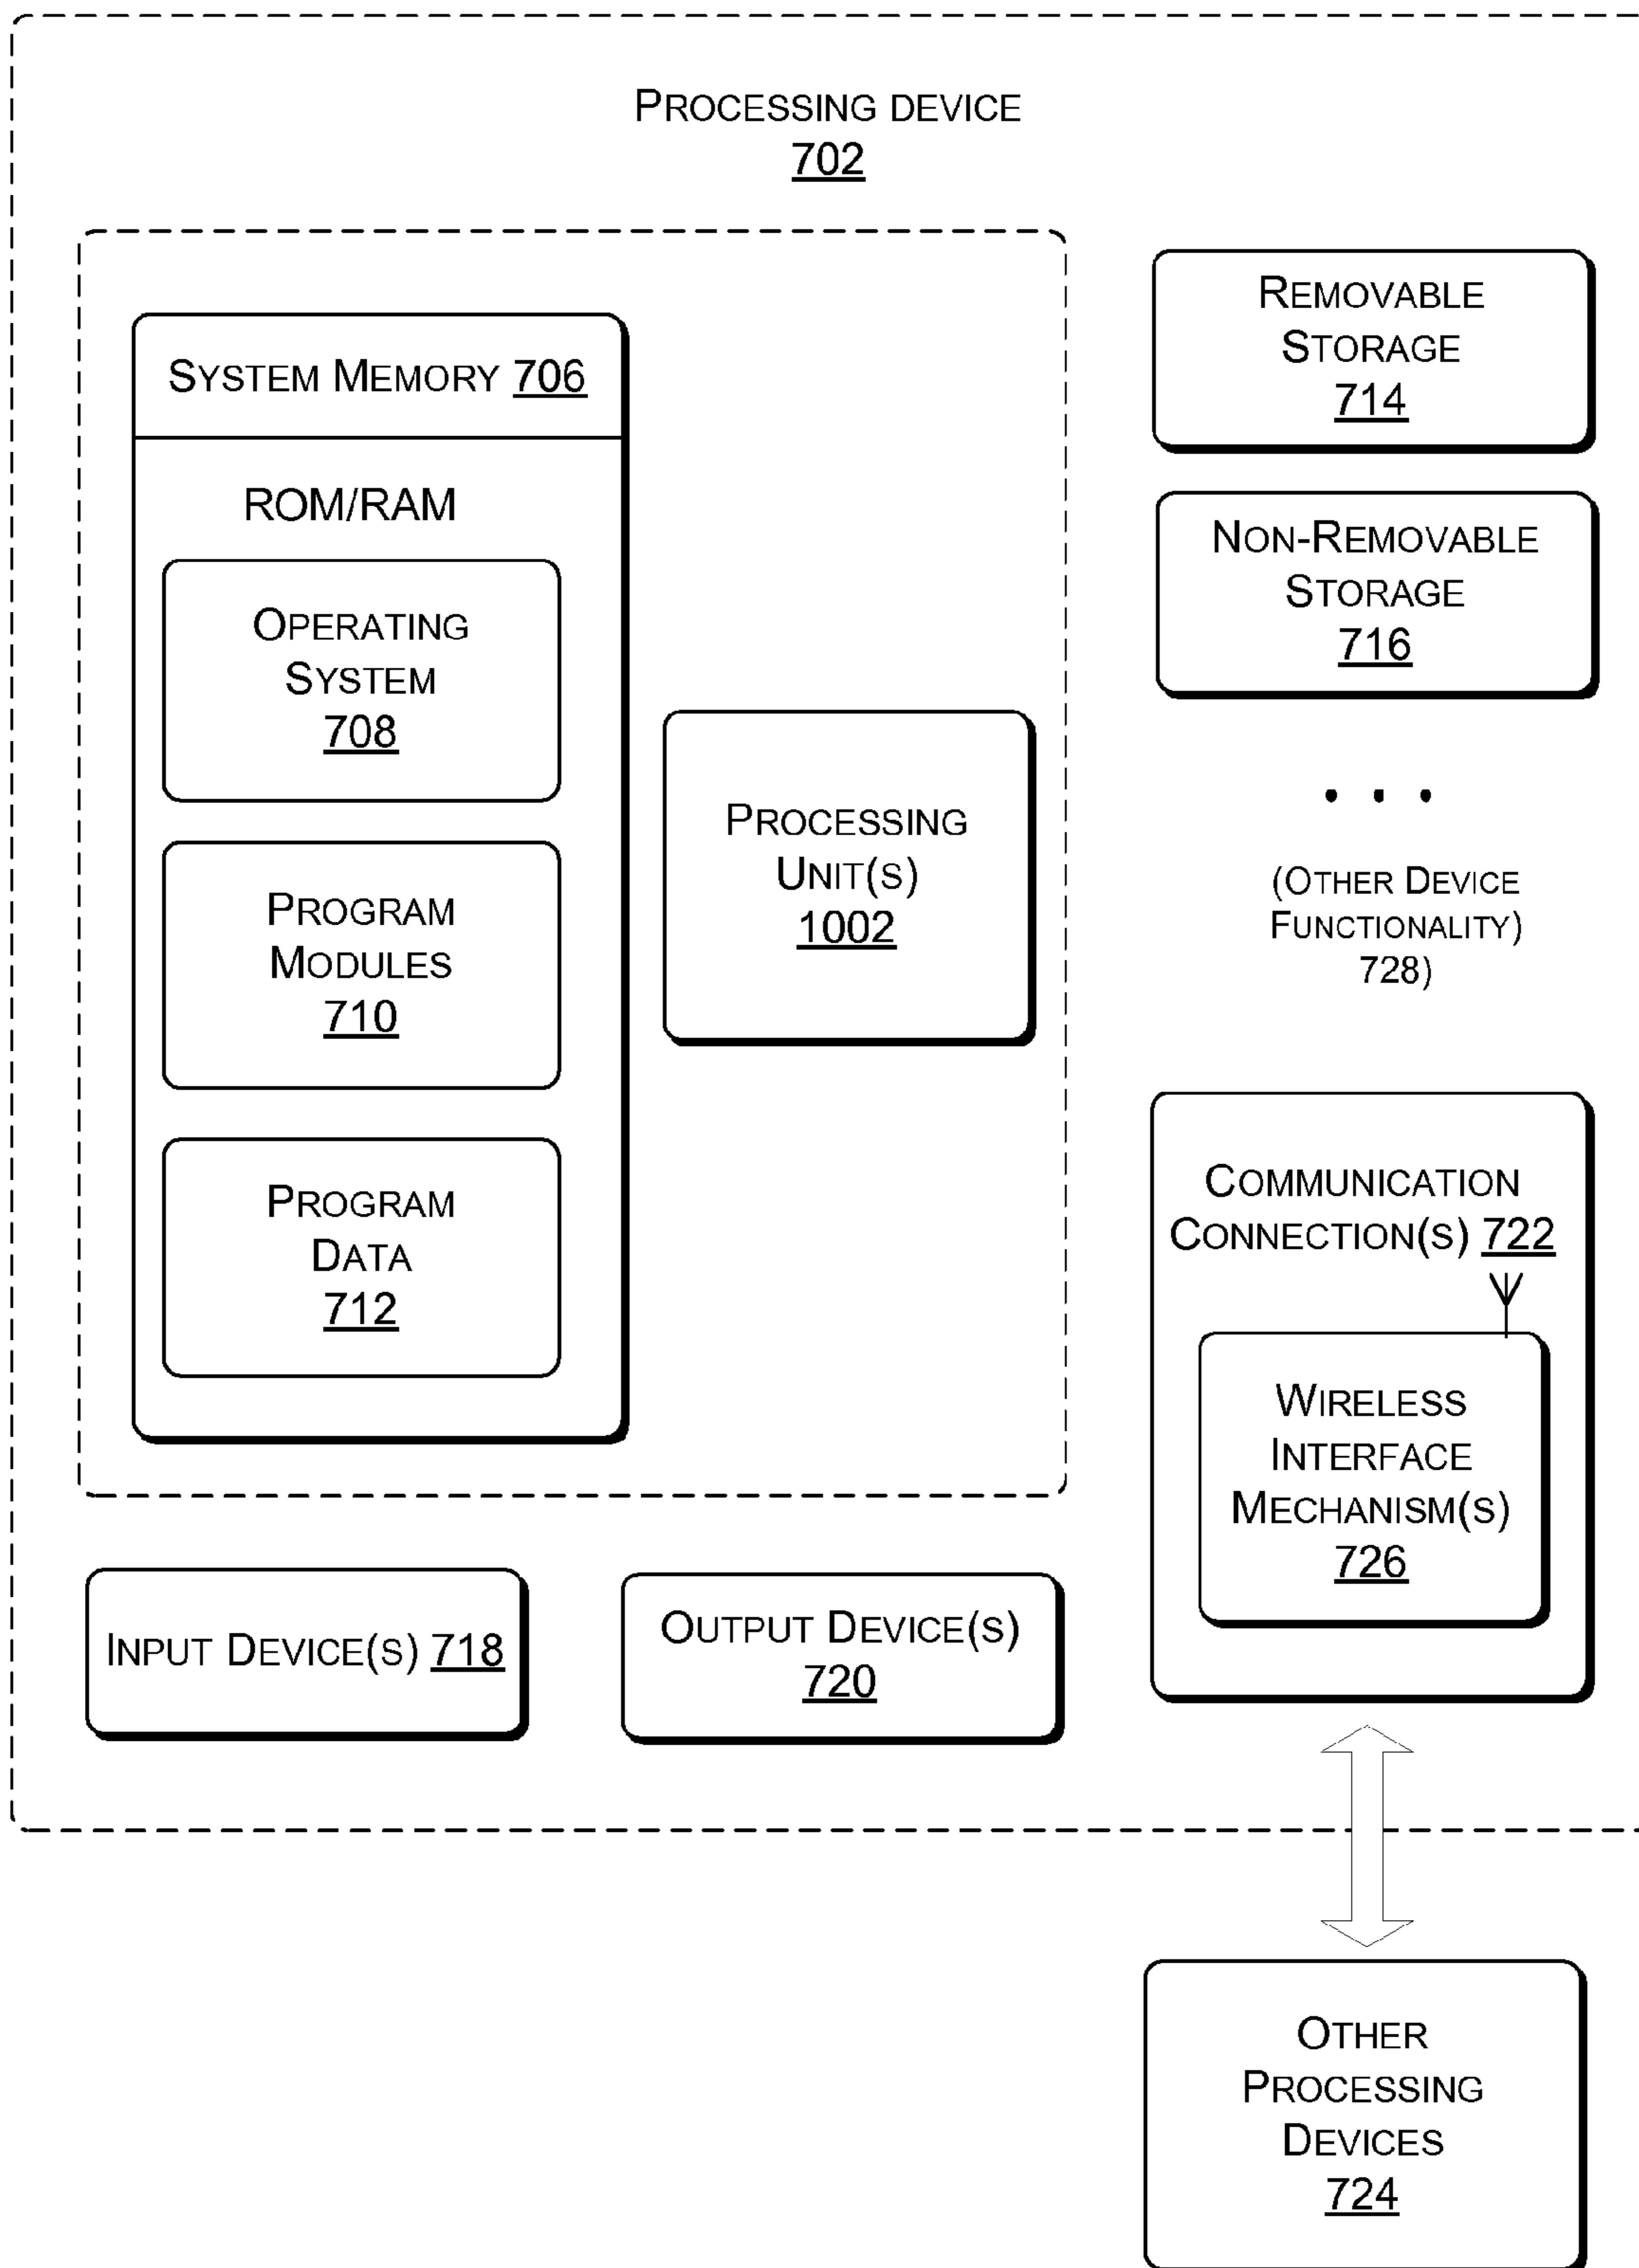 PROCESSING DEVICE
702
SYSTEM MEMORY 706
ROM/RAM
OPERATING
SYSTEM
708
PROGRAM
MODULES
710
PROGRAM
DATA
712
PROCESSING
UNIT(S)
1002
REMOVABLE
STORAGE
714
NON-REMOVABLE
STORAGE
716
. . .
(OTHER DEVICE
FUNCTIONALITY)
728)
COMMUNICATION
CONNECTION(S) 722
WIRELESS
INTERFACE
MECHANISM(S)
726
INPUT DEVICE(S) 718
OUTPUT DEVICE(S)
720
OTHER
PROCESSING
DEVICES
724